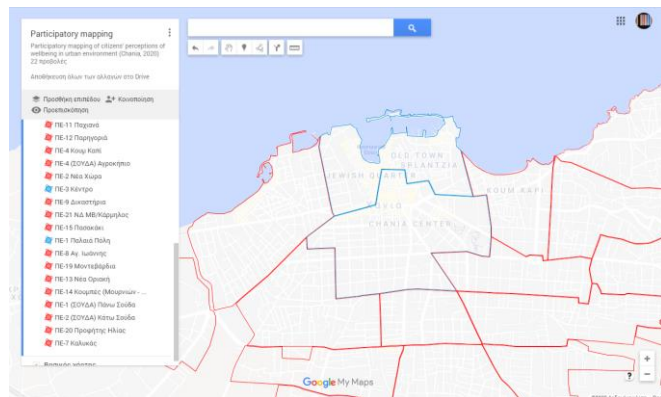 Participatory mapping
Participatory mapping of citizens' perceptions of
wellbeing in urban environment (Chania, 2020)
22 προβολές
Αποθήκευση όλων των αλλαγών στο Drive
Προσθήκη επιπέδου Κοινοποίηση
Προεπισκόπηση
ΠΕ-11 Παχιανά
ΠΕ-12 Παρηγοριά
ΠΕ-4 Κουμ Καπί
ΠΕ-4 (ΣΟΥΔΑ) Αγροκήπιο
ΠΕ-2 Νέα Χώρα
ΠΕ-3 Κέντρο
ΠΕ-9 Δικαστήρια
ΠΕ-21 ΝΔ ΜΒ/Κάρμηλος
ΠΕ-15 Πασακάκι
ΠΕ-1 Παλαιά Πόλη
ΠΕ-8 Αγ. Ιωάννης
ΠΕ-19 Μοντεβάρδια
ΠΕ-13 Νέα Οριακή
ΠΕ-14 Κουμπές (Μουρνιών - ...
ΠΕ-1 (ΣΟΥΔΑ) Πάνω Σούδα
ΠΕ-2 (ΣΟΥΔΑ) Κάτω Σούδα
ΠΕ-20 Προφήτης Ηλίας
ΠΕ-7 Καλυκάς
OLD TOWN
SPLANTZIA
JEWISH QUARTER
KOUM KAPI
CHANIA CENTER
Google My Maps